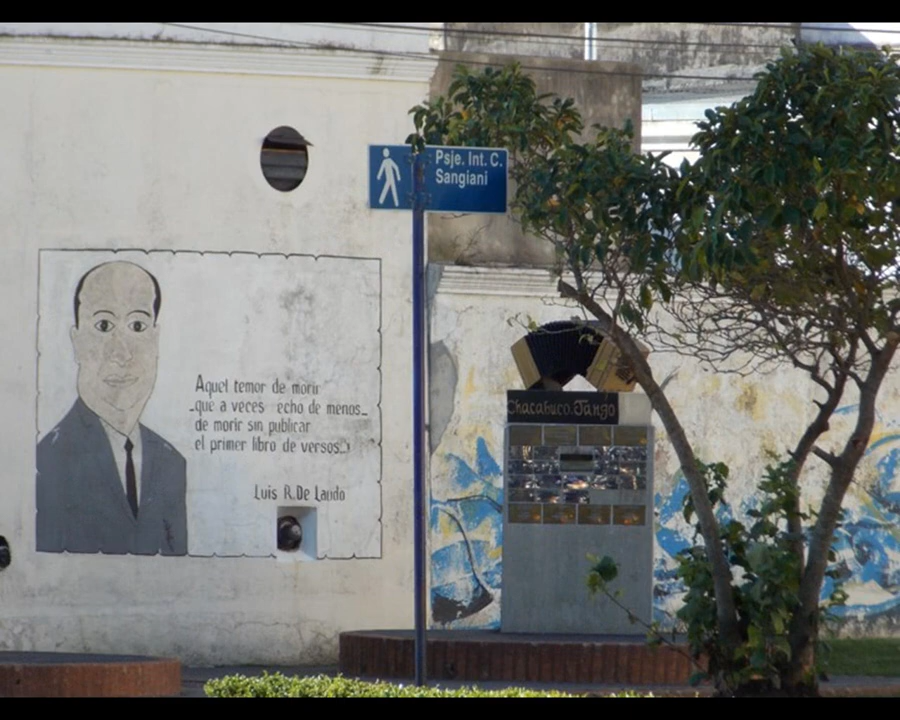 Psje. Int. C.
Sangiani
Aquel temor de morir
-que a veces echo de menos-
de morir sin publicar
el primer libro de versos...
Luis R. De Laudo
Chacabuco: Tango